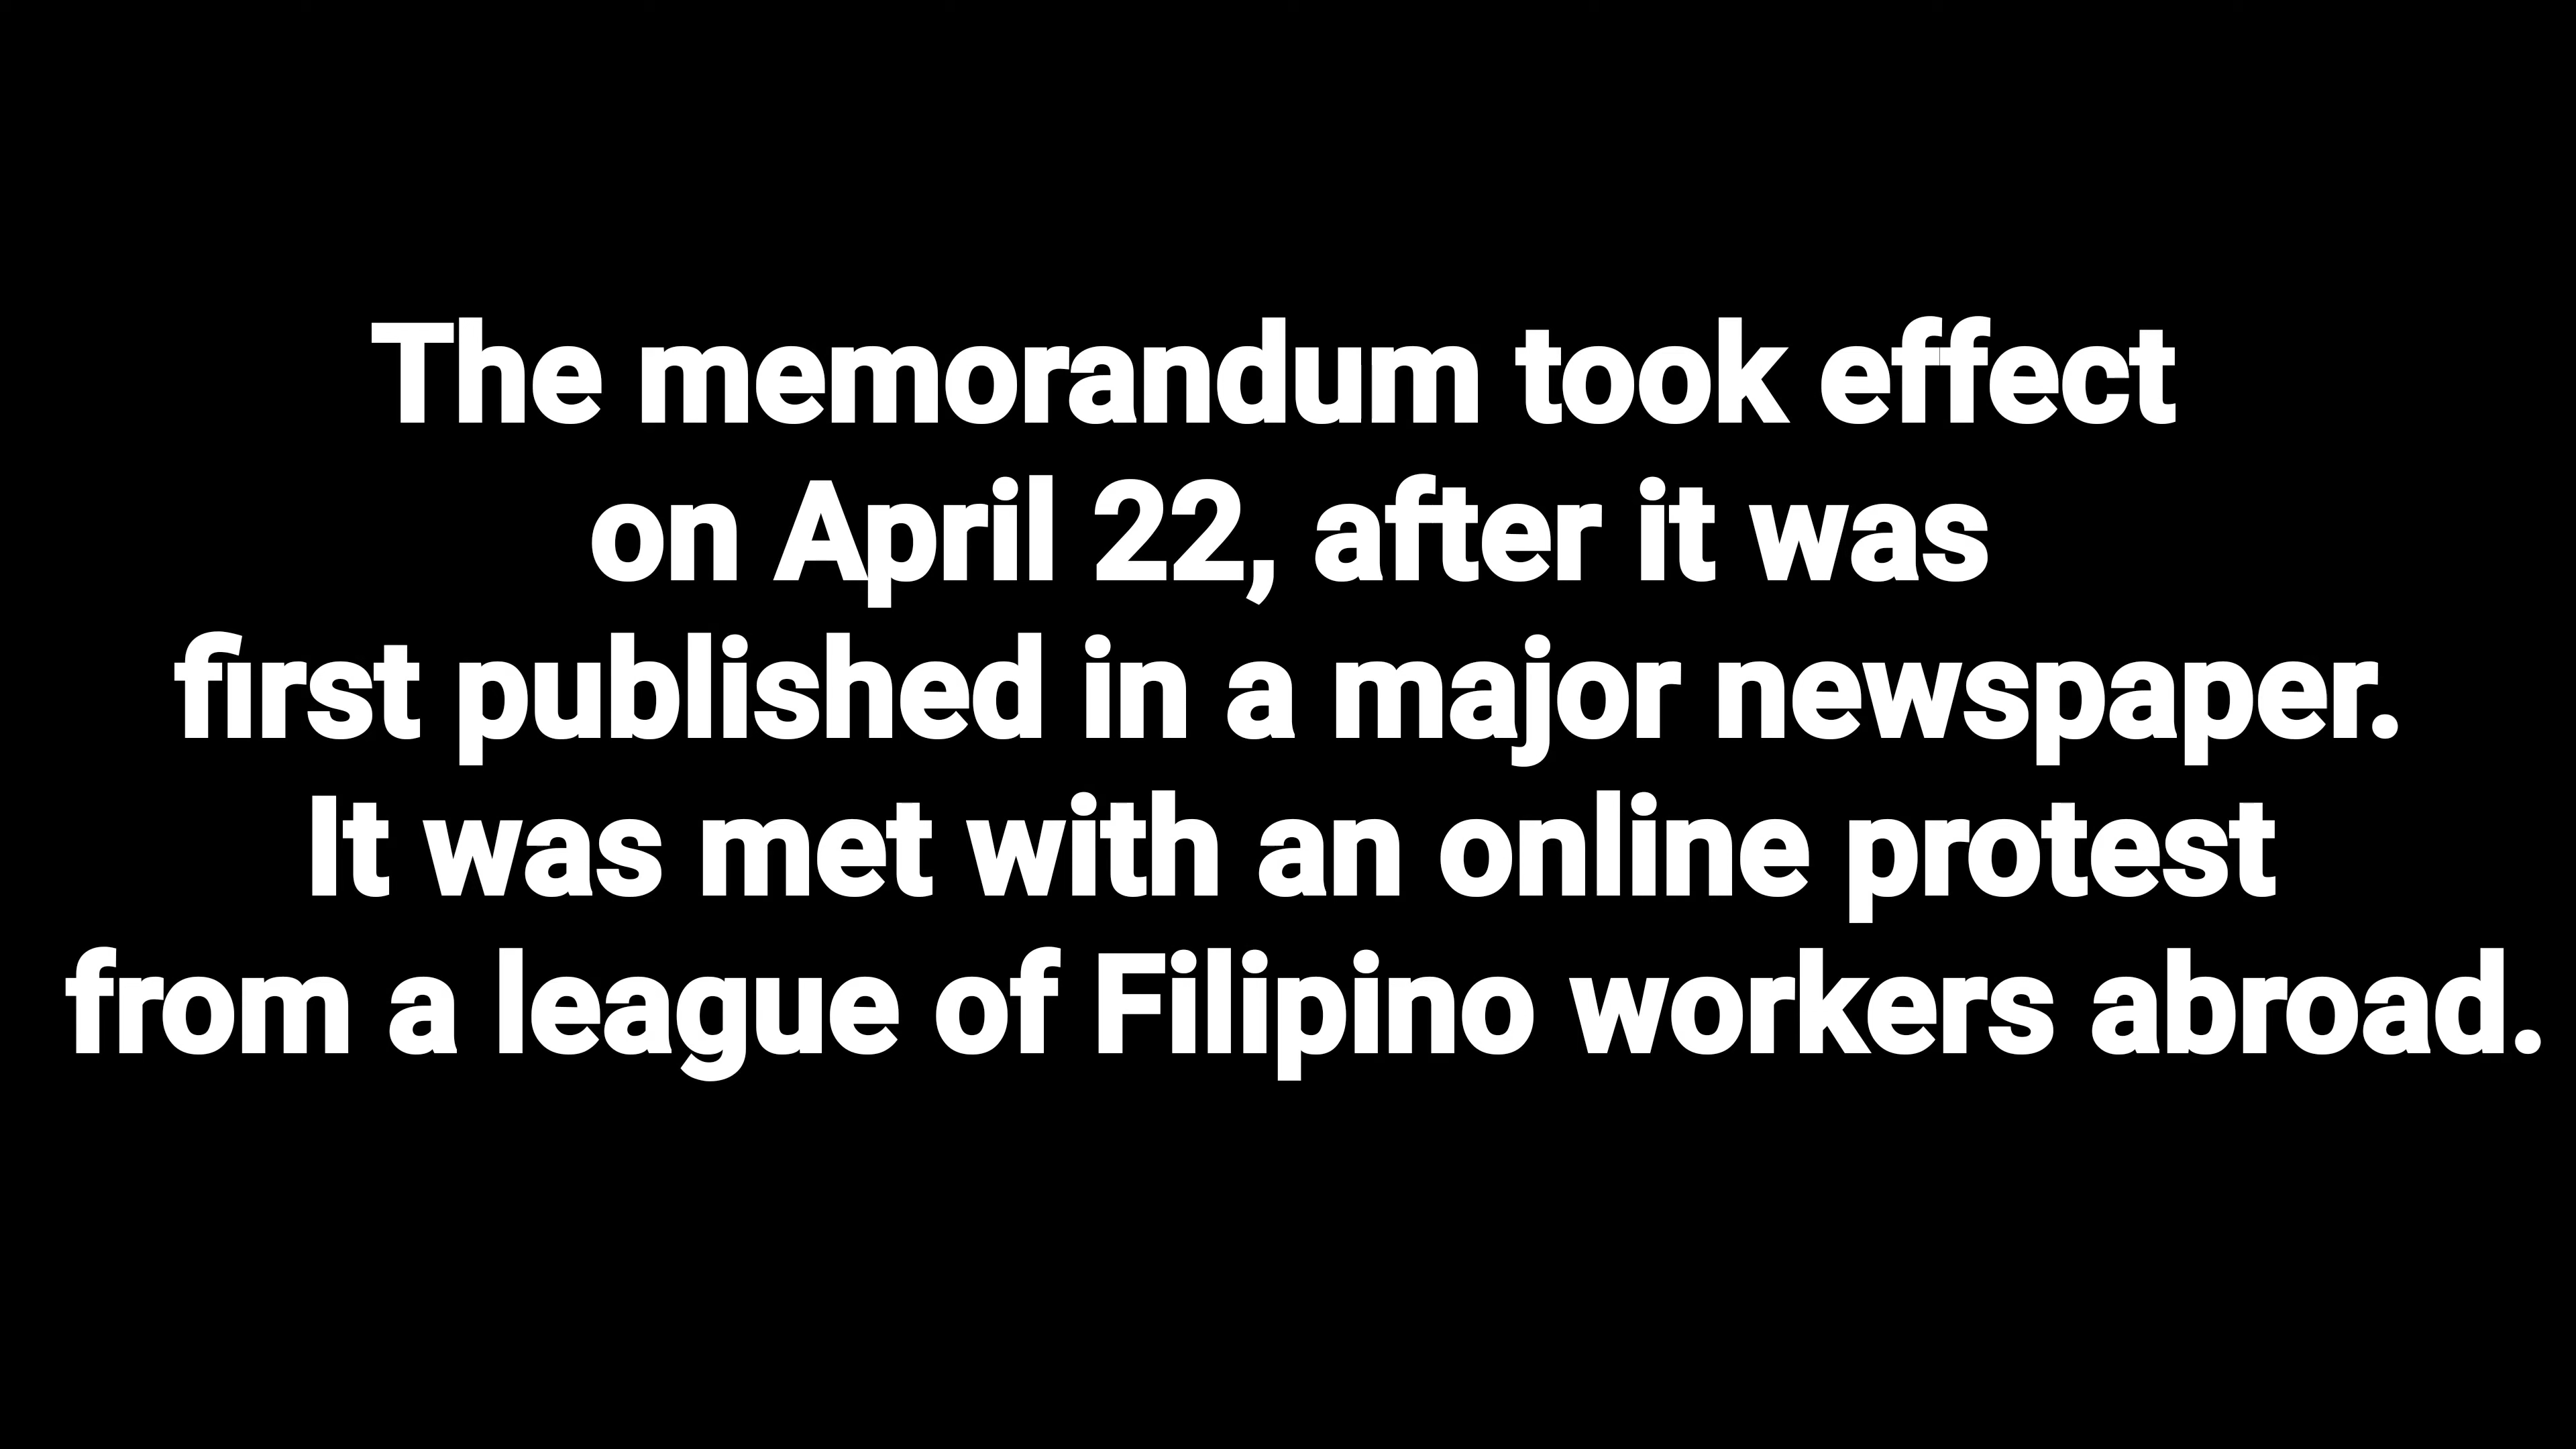 The memorandum took effect
on April 22, after it was
first published in a major newspaper.
It was met with an online protest
from a league of Filipino workers abroad.